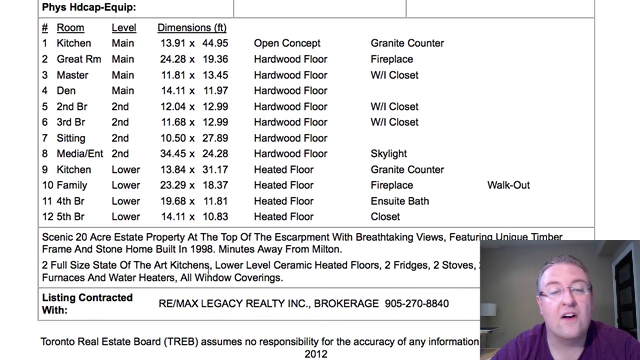 Phys Hdcap-Equip:
# Room Level Dimensions (ft)
1 Kitchen Main 13.91 x 44.95 Open Concept Granite Counter
2 Great Rm Main 24.28 x 19.36 Hardwood Floor Fireplace
3 Master Main 11.81 x 13.45 Hardwood Floor W/I Closet
4 Den Main 14.11 x 11.97 Hardwood Floor
5 2nd Br 2nd 12.04 x 12.99 Hardwood Floor W/I Closet
6 3rd Br 2nd 11.68 x 12.99 Hardwood Floor W/I Closet
7 Sitting 2nd 10.50 x 27.89 Hardwood Floor
8 Media/Ent 2nd 34.45 x 24.28 Hardwood Floor Skylight
9 Kitchen Lower 13.84 x 31.17 Heated Floor Granite Counter
10 Family Lower 23.29 x 18.37 Heated Floor Fireplace Walk-Out
11 4th Br Lower 19.68 x 11.81 Heated Floor Ensuite Bath
12 5th Br Lower 14.11 x 10.83 Heated Floor Closet
Scenic 20 Acre Estate Property At The Top Of The Escarpment With Breathtaking Views, Featuring Unique Timber
Frame And Stone Home Built In 1998. Minutes Away From Milton.
2 Full Size State Of The Art Kitchens, Lower Level Ceramic Heated Floors, 2 Fridges, 2 Stoves, 2
Furnaces And Water Heaters, All Window Coverings.
Listing Contracted RE/MAX LEGACY REALTY INC., BROKERAGE 905-270-8840
With:
Toronto Real Estate Board (TREB) assumes no responsibility for the accuracy of any information
2012